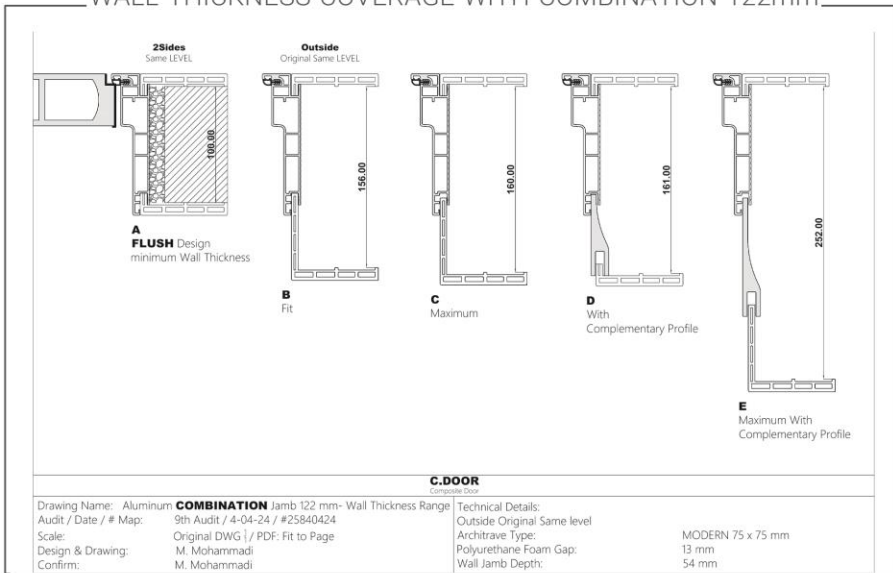 WALL THICKNESS COVERAGE WITH COMBINATION 122mm
2Sides
Same LEVEL
Outside
Original Same LEVEL
100.00
156.00
160.00
161.00
252.00
A
FLUSH Design
minimum Wall Thickness
B
Fit
C
Maximum
D
With
Complementary Profile
E
Maximum With
Complementary Profile
C.DOOR
Composite Door
Drawing Name: Aluminum COMBINATION Jamb 122 mm- Wall Thickness Range
Audit / Date / # Map: 9th Audit / 4-04-24 / #25840424
Scale: Original DWG / PDF: Fit to Page
Design & Drawing: M. Mohammadi
Confirm: M. Mohammadi
Technical Details:
Outside Original Same level
Architrave Type: MODERN 75 x 75 mm
Polyurethane Foam Gap: 13 mm
Wall Jamb Depth: 54 mm